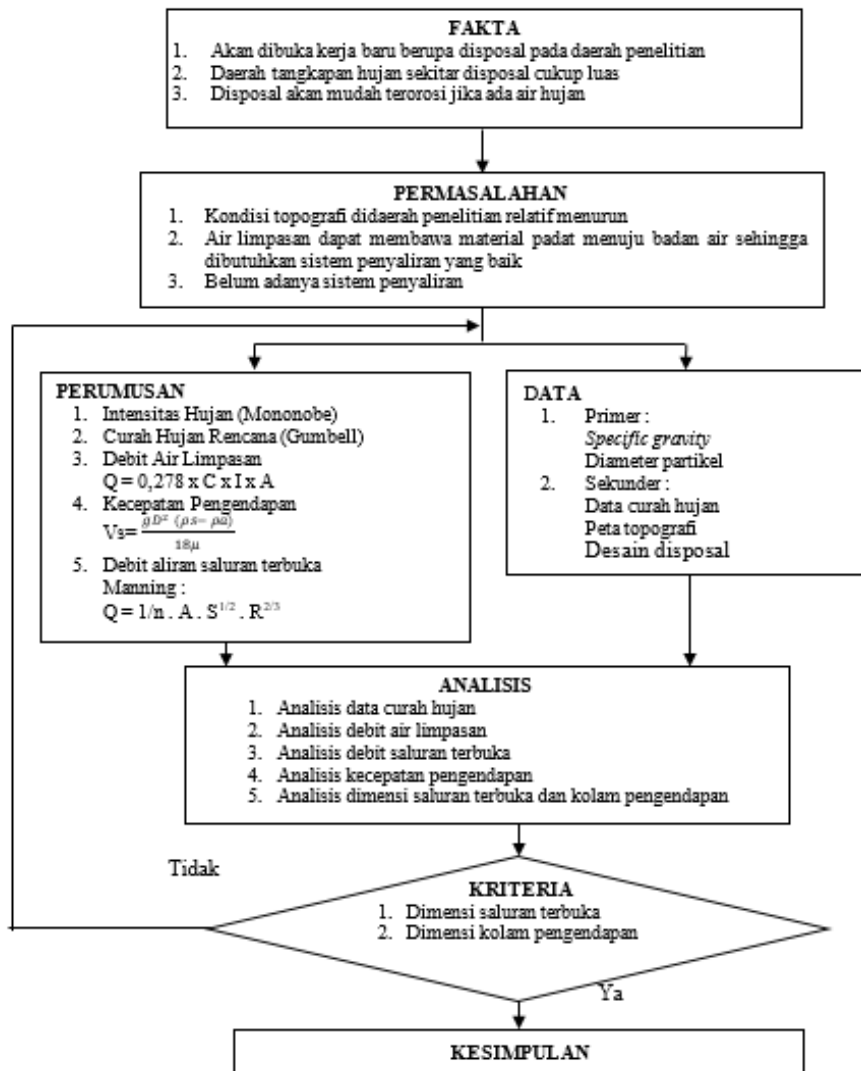 FAKTA
1. Akan dibuka kerja baru berupa disposal pada daerah penelitian
2. Daerah tangkapan hujan sekitar disposal cukup luas
3. Disposal akan mudah terorosi jika ada air hujan
PERMASALAHAN
1. Kondisi topografi didaerah penelitian relatif menurun
2. Air limpasan dapat membawa material padat menuju badan air sehingga
dibutuhkan sistem penyaliran yang baik
3. Belum adanya sistem penyaliran
PERUMUSAN
1. Intensitas Hujan (Mononobe)
2. Curah Hujan Rencana (Gumbell)
3. Debit Air Limpasan
Q = 0,278 x C x I x A
4. Kecepatan Pengendapan
Vs= gD² (ρs− ρa) / 18μ
5. Debit aliran saluran terbuka
Manning :
Q = 1/n . A . S^1/2 . R^2/3
DATA
1. Primer :
Specific gravity
Diameter partikel
2. Sekunder :
Data curah hujan
Peta topografi
Desain disposal
ANALISIS
1. Analisis data curah hujan
2. Analisis debit air limpasan
3. Analisis debit saluran terbuka
4. Analisis kecepatan pengendapan
5. Analisis dimensi saluran terbuka dan kolam pengendapan
Tidak
KRITERIA
1. Dimensi saluran terbuka
2. Dimensi kolam pengendapan
Ya
KESIMPULAN